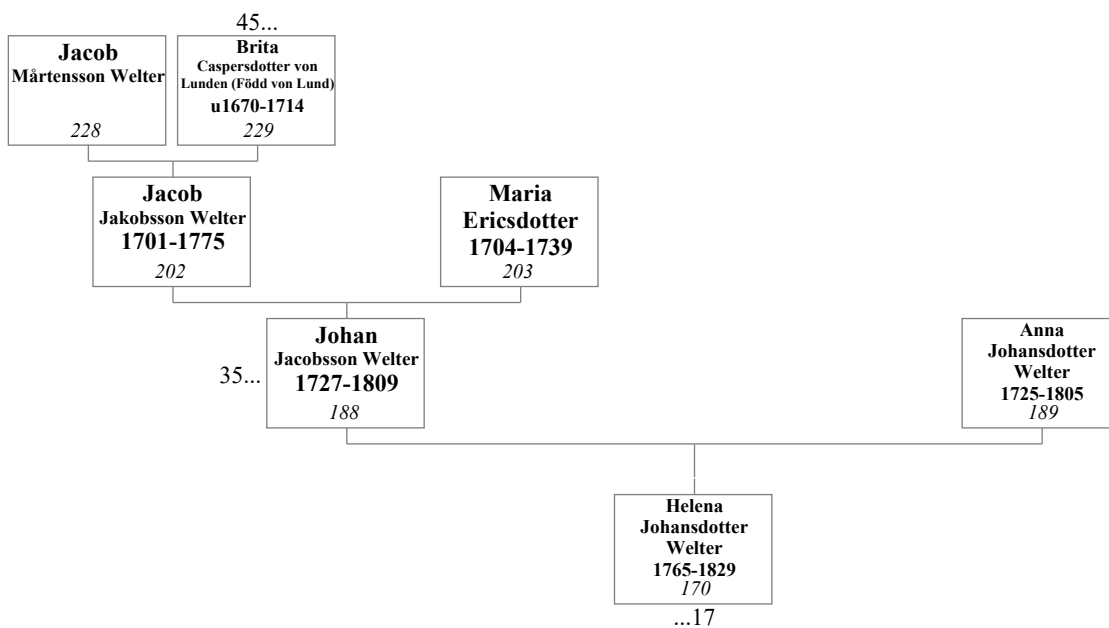 45...
Jacob
Mårtensson Welter
228
Brita
Caspersdotter von
Lunden (Född von Lund)
u1670-1714
229
Jacob
Jakobsson Welter
1701-1775
202
Maria
Ericsdotter
1704-1739
203
35...
Johan
Jacobsson Welter
1727-1809
188
Anna
Johansdotter
Welter
1725-1805
189
Helena
Johansdotter
Welter
1765-1829
170
...17